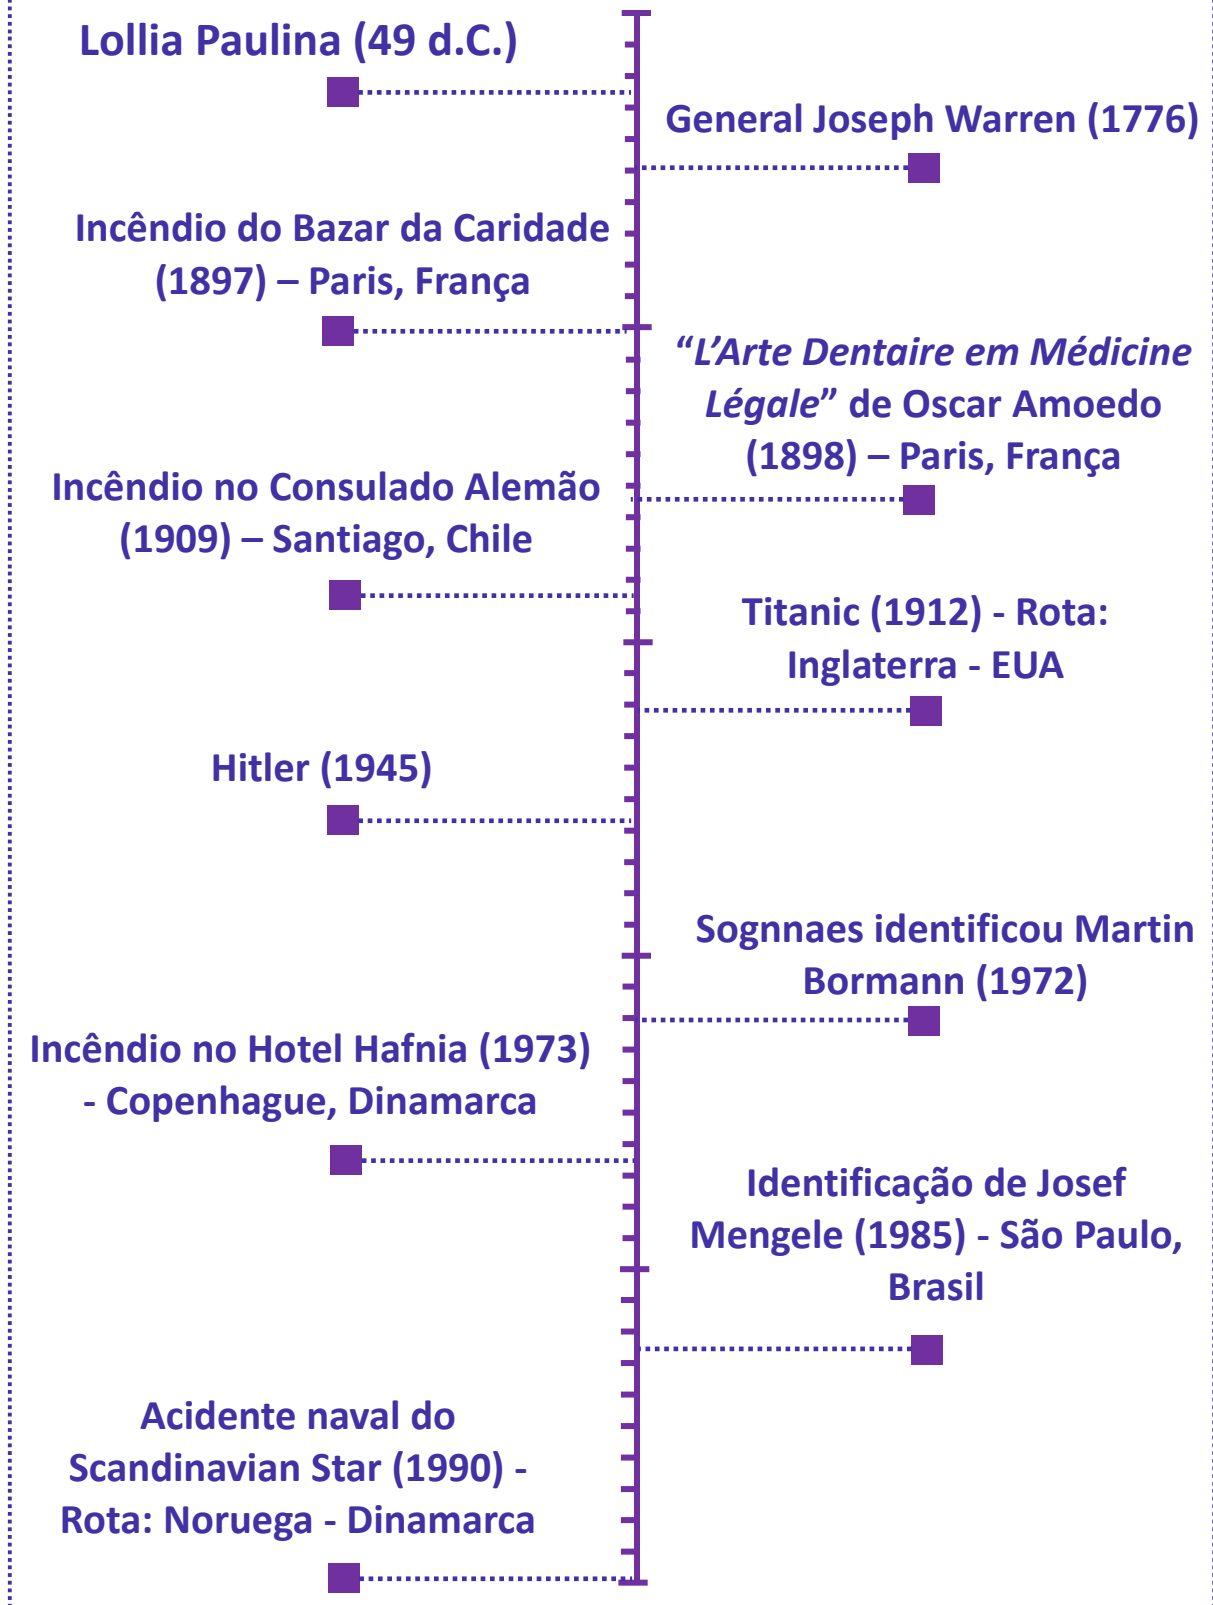 Lollia Paulina (49 d.C.)
General Joseph Warren (1776)
Incêndio do Bazar da Caridade
(1897) – Paris, França
“L’Arte Dentaire em Médicine
Légale” de Oscar Amoedo
(1898) – Paris, França
Incêndio no Consulado Alemão
(1909) – Santiago, Chile
Titanic (1912) - Rota:
Inglaterra - EUA
Hitler (1945)
Sognnaes identificou Martin
Bormann (1972)
Incêndio no Hotel Hafnia (1973)
- Copenhague, Dinamarca
Identificação de Josef
Mengele (1985) - São Paulo,
Brasil
Acidente naval do
Scandinavian Star (1990) -
Rota: Noruega - Dinamarca